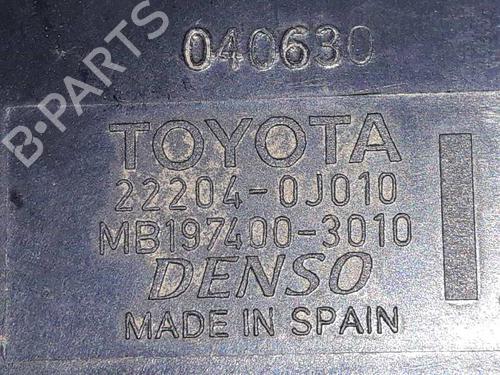 040630
B-PARTS
TOYOTA
22204-0J010
MB197400-3010
DENSO
MADE IN SPAIN